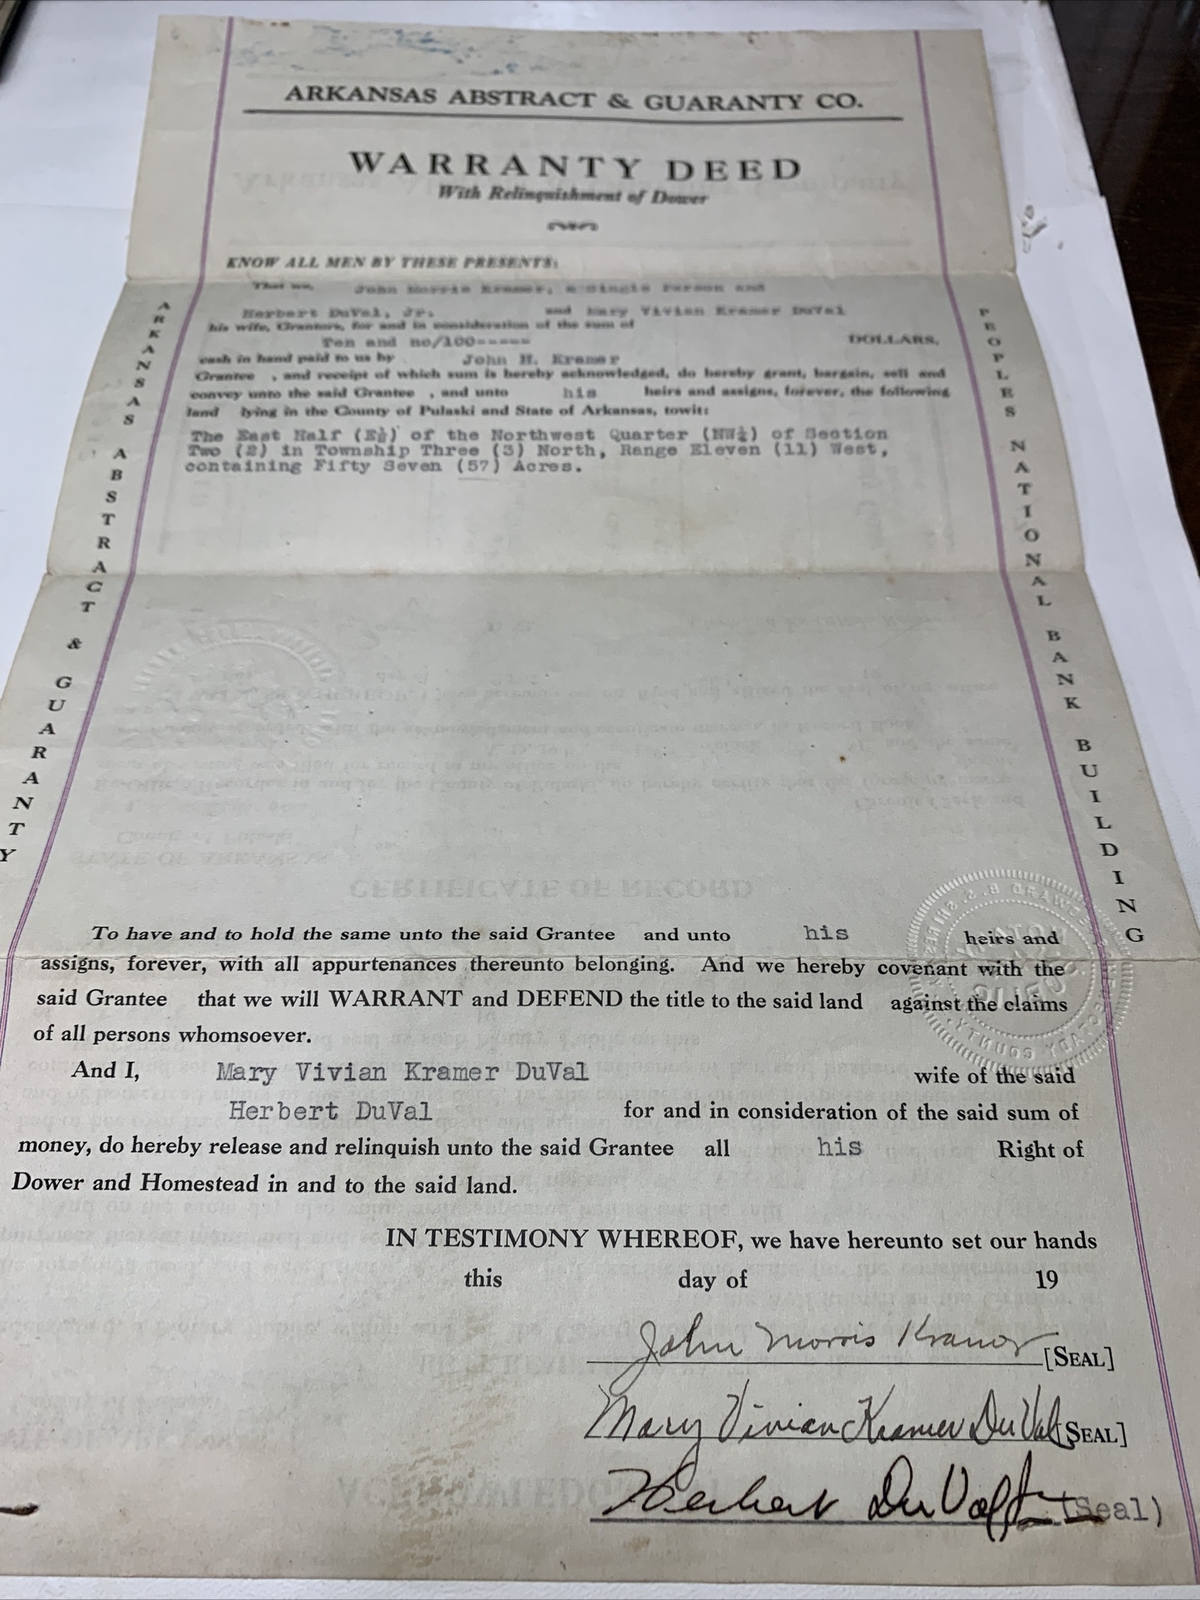 ARKANSAS ABSTRACT & GUARANTY CO.
WARRANTY DEED
With Relinquishment of Dower
KNOW ALL MEN BY THESE PRESENTS:
That we, John Morris Kramer, a Single Person and
Herbert DuVal, Jr. and Mary Vivian Kramer DuVal
his wife, Grantors, for and in consideration of the sum of
Ten and no/100----- DOLLARS,
cash in hand paid to us by John H. Kramer
Grantee , and receipt of which sum is hereby acknowledged, do hereby grant, bargain, sell and
convey unto the said Grantee , and unto his heirs and assigns, forever, the following
land lying in the County of Pulaski and State of Arkansas, towit:
The East Half (E½) of the Northwest Quarter (NW¼) of Section
Two (2) in Township Three (3) North, Range Eleven (11) West,
containing Fifty Seven (57) Acres.
ARKANSAS ABSTRACT & GUARANTY
PEOPLES NATIONAL BANK BUILDING
CERTIFICATE OF RECORD
To have and to hold the same unto the said Grantee and unto his heirs and
assigns, forever, with all appurtenances thereunto belonging. And we hereby covenant with the
said Grantee that we will WARRANT and DEFEND the title to the said land against the claims
of all persons whomsoever.
And I, Mary Vivian Kramer DuVal wife of the said
Herbert DuVal for and in consideration of the said sum of
money, do hereby release and relinquish unto the said Grantee all his Right of
Dower and Homestead in and to the said land.
IN TESTIMONY WHEREOF, we have hereunto set our hands
this day of 19
John Morris Kramer [SEAL]
Mary Vivian Kramer DuVal [SEAL]
Herbert DuVal Jr (Seal)